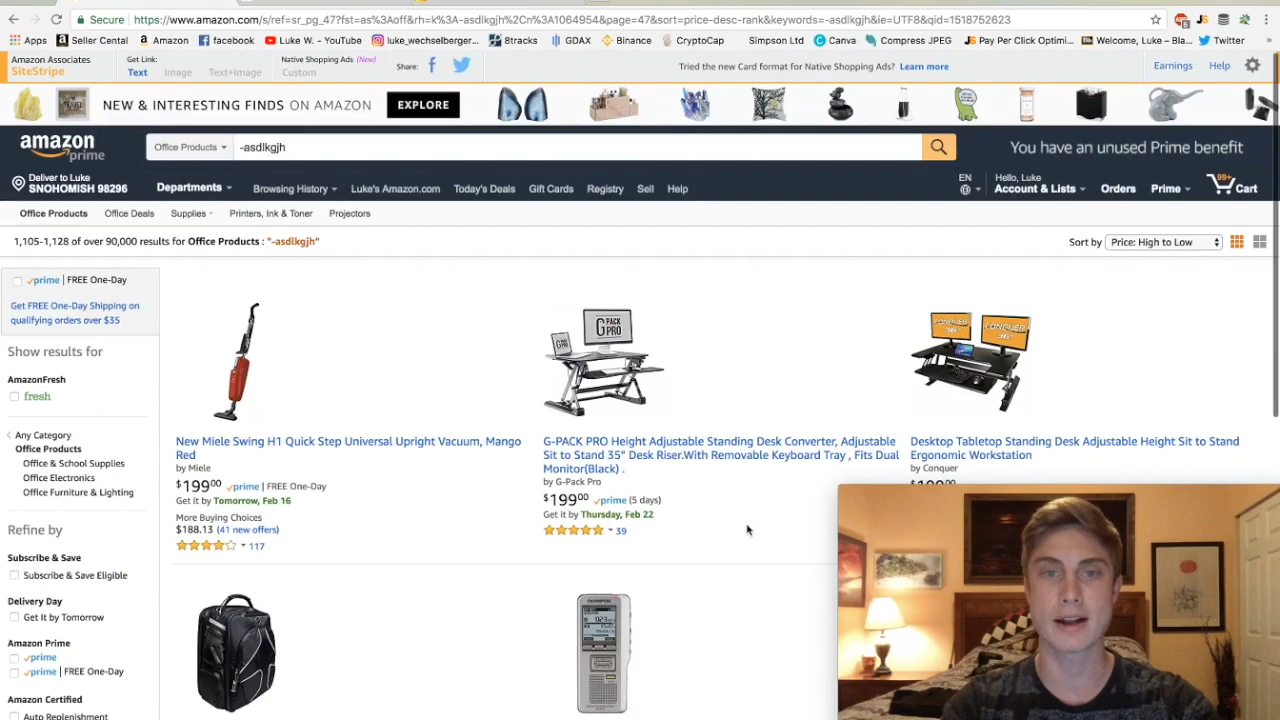 Secure https://www.amazon.com/s/ref=sr_pg_47?fst=as%3Aoff&rh=k%3A-asdlkgjh%2Cn%3A1064954&page=47&sort=price-desc-rank&keywords=-asdlkgjh&ie=UTF8&qid=1518752623
Apps Seller Cental Amazon facebook Luke W. - YouTube luke_wechselberger... 8tracks GDAX Binance CryptoCap Simpson Ltd Canva Compress JPEG Pay Per Click Optimi... Welcome, Luke – Bla... Twitter »
Amazon Associates Get Link: Native Shopping Ads (New) Share: Tried the new Card format for Native Shopping Ads? Learn more Earnings Help
SiteStripe Text Image Text+Image Custom
NEW & INTERESTING FINDS ON AMAZON EXPLORE
amazon prime Office Products -asdlkgjh You have an unused Prime benefit
Deliver to Luke EN Hello, Luke 99+
SNOHOMISH 98296 Departments Browsing History Luke's Amazon.com Today's Deals Gift Cards Registry Sell Help Account & Lists Orders Prime Cart
Office Products Office Deals Supplies Printers, Ink & Toner Projectors
1,105-1,128 of over 90,000 results for Office Products : "-asdlkgjh" Sort by Price: High to Low
prime | FREE One-Day
Get FREE One-Day Shipping on
qualifying orders over $35
Show results for
AmazonFresh
fresh
Any Category
Office Products
Office & School Supplies
Office Electronics
Office Furniture & Lighting
Refine by
Subscribe & Save
Subscribe & Save Eligible
Delivery Day
Get It by Tomorrow
Amazon Prime
prime
prime | FREE One-Day
Amazon Certified
Auto Replenishment
New Miele Swing H1 Quick Step Universal Upright Vacuum, Mango
Red
by Miele
$199.00 prime | FREE One-Day
Get it by Tomorrow, Feb 16
More Buying Choices
$188.13 (41 new offers)
117
G PACK PRO
G-PACK PRO Height Adjustable Standing Desk Converter, Adjustable
Sit to Stand 35” Desk Riser.With Removable Keyboard Tray , Fits Dual
Monitor(Black) .
by G-Pack Pro
$199.00 prime (5 days)
Get it by Thursday, Feb 22
39
CONQUER 36" CONQUER 36"
Desktop Tabletop Standing Desk Adjustable Height Sit to Stand
Ergonomic Workstation
by Conquer
OLYMPUS